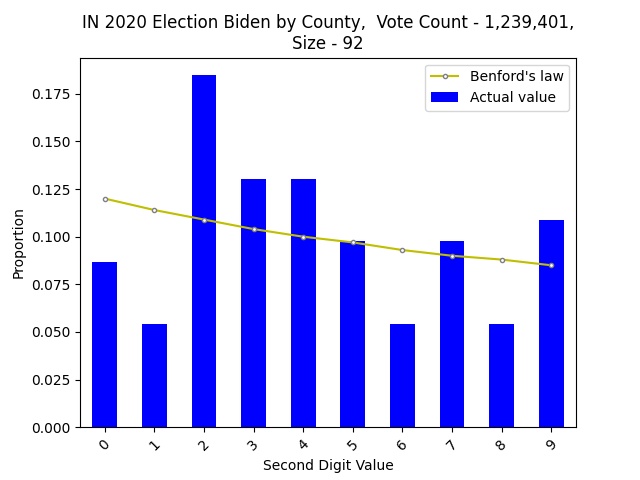 IN 2020 Election Biden by County,  Vote Count - 1,239,401,
Size - 92
Benford's law
Actual value
0.175
0.150
0.125
0.100
0.075
0.050
0.025
0.000
Proportion
0 1 2 3 4 5 6 7 8 9
Second Digit Value